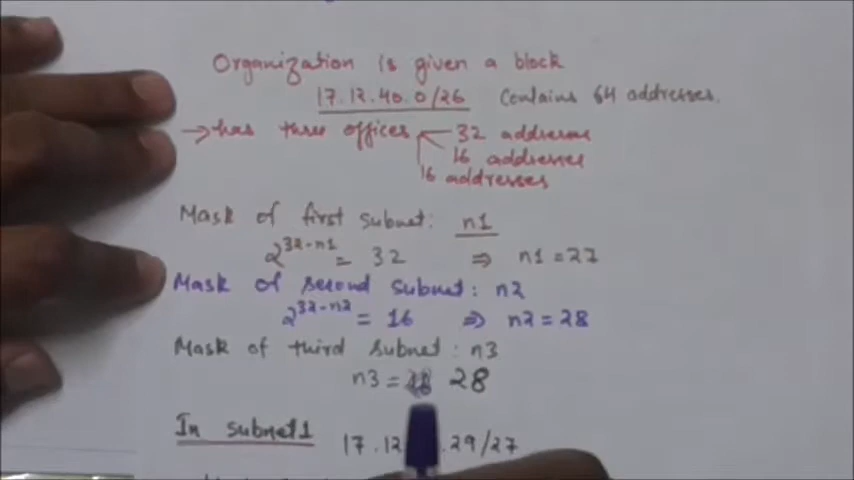 Organization is given a block
17.12.40.0/26 Contains 64 addresses.
→ has three offices 32 addresses
16 addresses
16 addresses
Mask of first subnet: n1
2^32-n1 = 32 ⇒ n1 = 27
Mask of second subnet: n2
2^32-n2 = 16 ⇒ n2 = 28
Mask of third subnet: n3
n3 = 28
In subnet1 17.12 .29/27